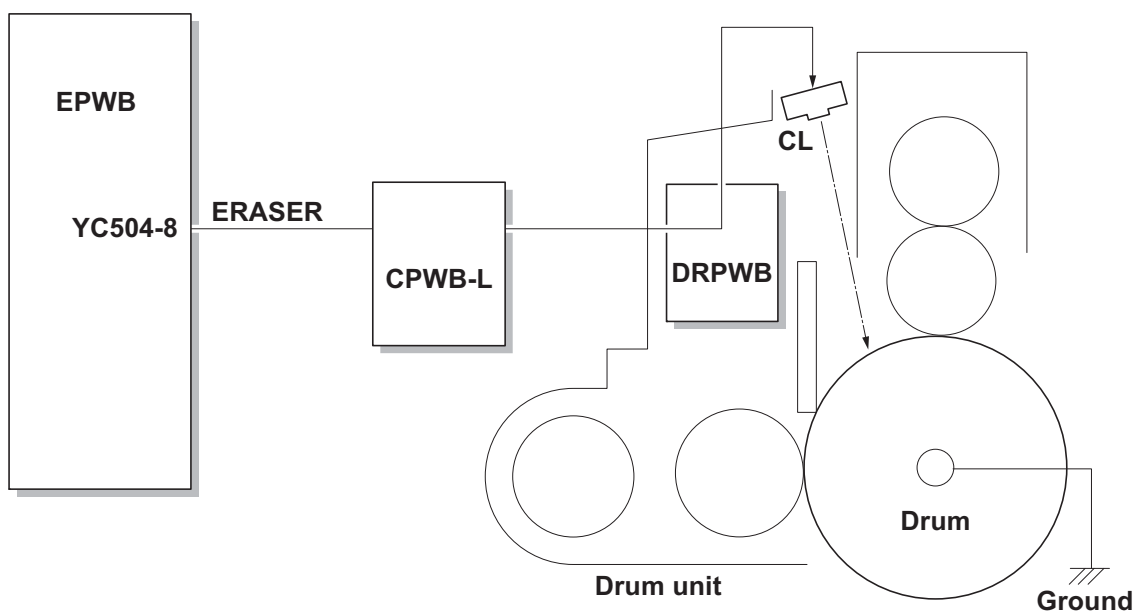 EPWB
CL
YC504-8
ERASER
CPWB-L
DRPWB
Drum
Drum unit
Ground